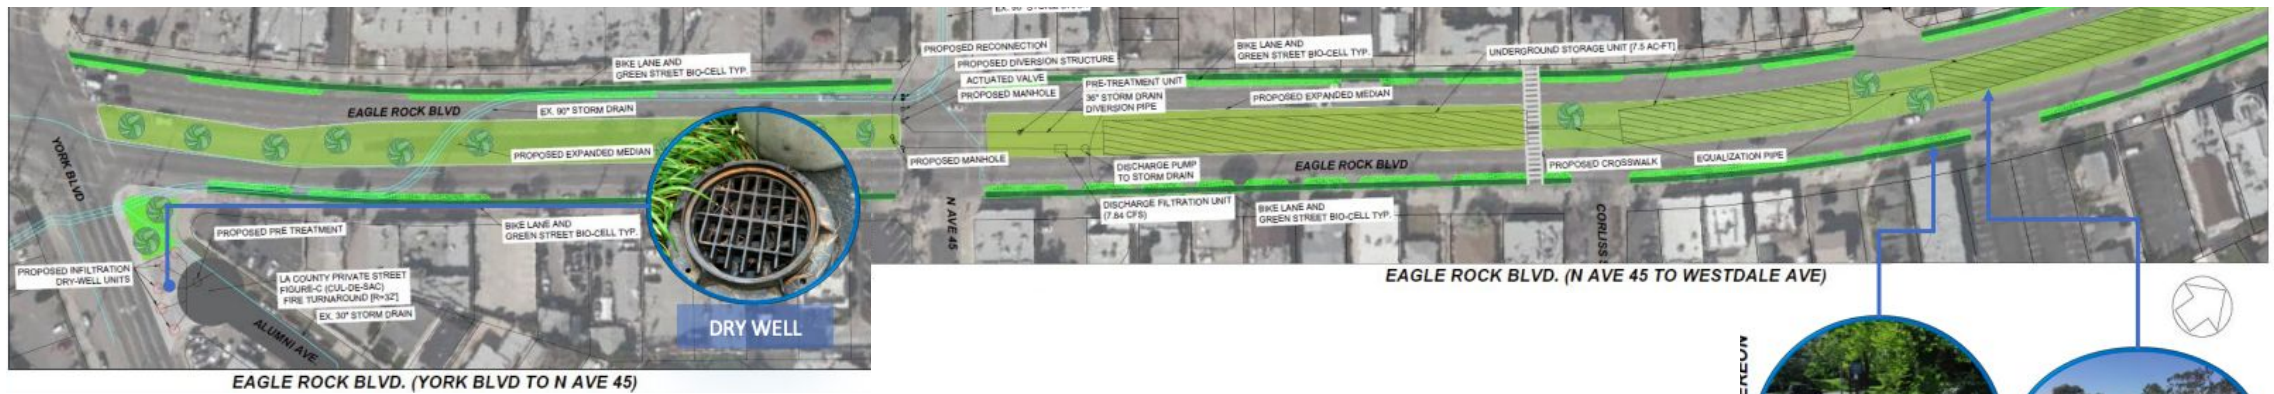 BIKE LANE AND
GREEN STREET BIO-CELL TYP.
EAGLE ROCK BLVD
EX. 90" STORM DRAIN
PROPOSED EXPANDED MEDIAN
YORK BLVD
PROPOSED PRE TREATMENT
BIKE LANE AND
GREEN STREET BIO-CELL TYP.
PROPOSED INFILTRATION
DRY-WELL UNITS
LA COUNTY PRIVATE STREET
FIGURE-C (CUL-DE-SAC)
FIRE TURNAROUND [R=32']
EX. 30" STORM DRAIN
ALUMNI AVE.
DRY WELL
EAGLE ROCK BLVD. (YORK BLVD TO N AVE 45)
PROPOSED RECONNECTION
PROPOSED DIVERSION STRUCTURE
ACTUATED VALVE
PROPOSED MANHOLE
PRE-TREATMENT UNIT
36" STORM DRAIN
DIVERSION PIPE
BIKE LANE AND
GREEN STREET BIO-CELL TYP.
PROPOSED EXPANDED MEDIAN
UNDERGROUND STORAGE UNIT [7.5 AC-FT]
PROPOSED MANHOLE
DISCHARGE PUMP
TO STORM DRAIN
EAGLE ROCK BLVD
PROPOSED CROSSWALK
EQUALIZATION PIPE
DISCHARGE FILTRATION UNIT
(7.84 CFS)
BIKE LANE AND
GREEN STREET BIO-CELL TYP.
N AVE 45
CORLISS
EAGLE ROCK BLVD. (N AVE 45 TO WESTDALE AVE)